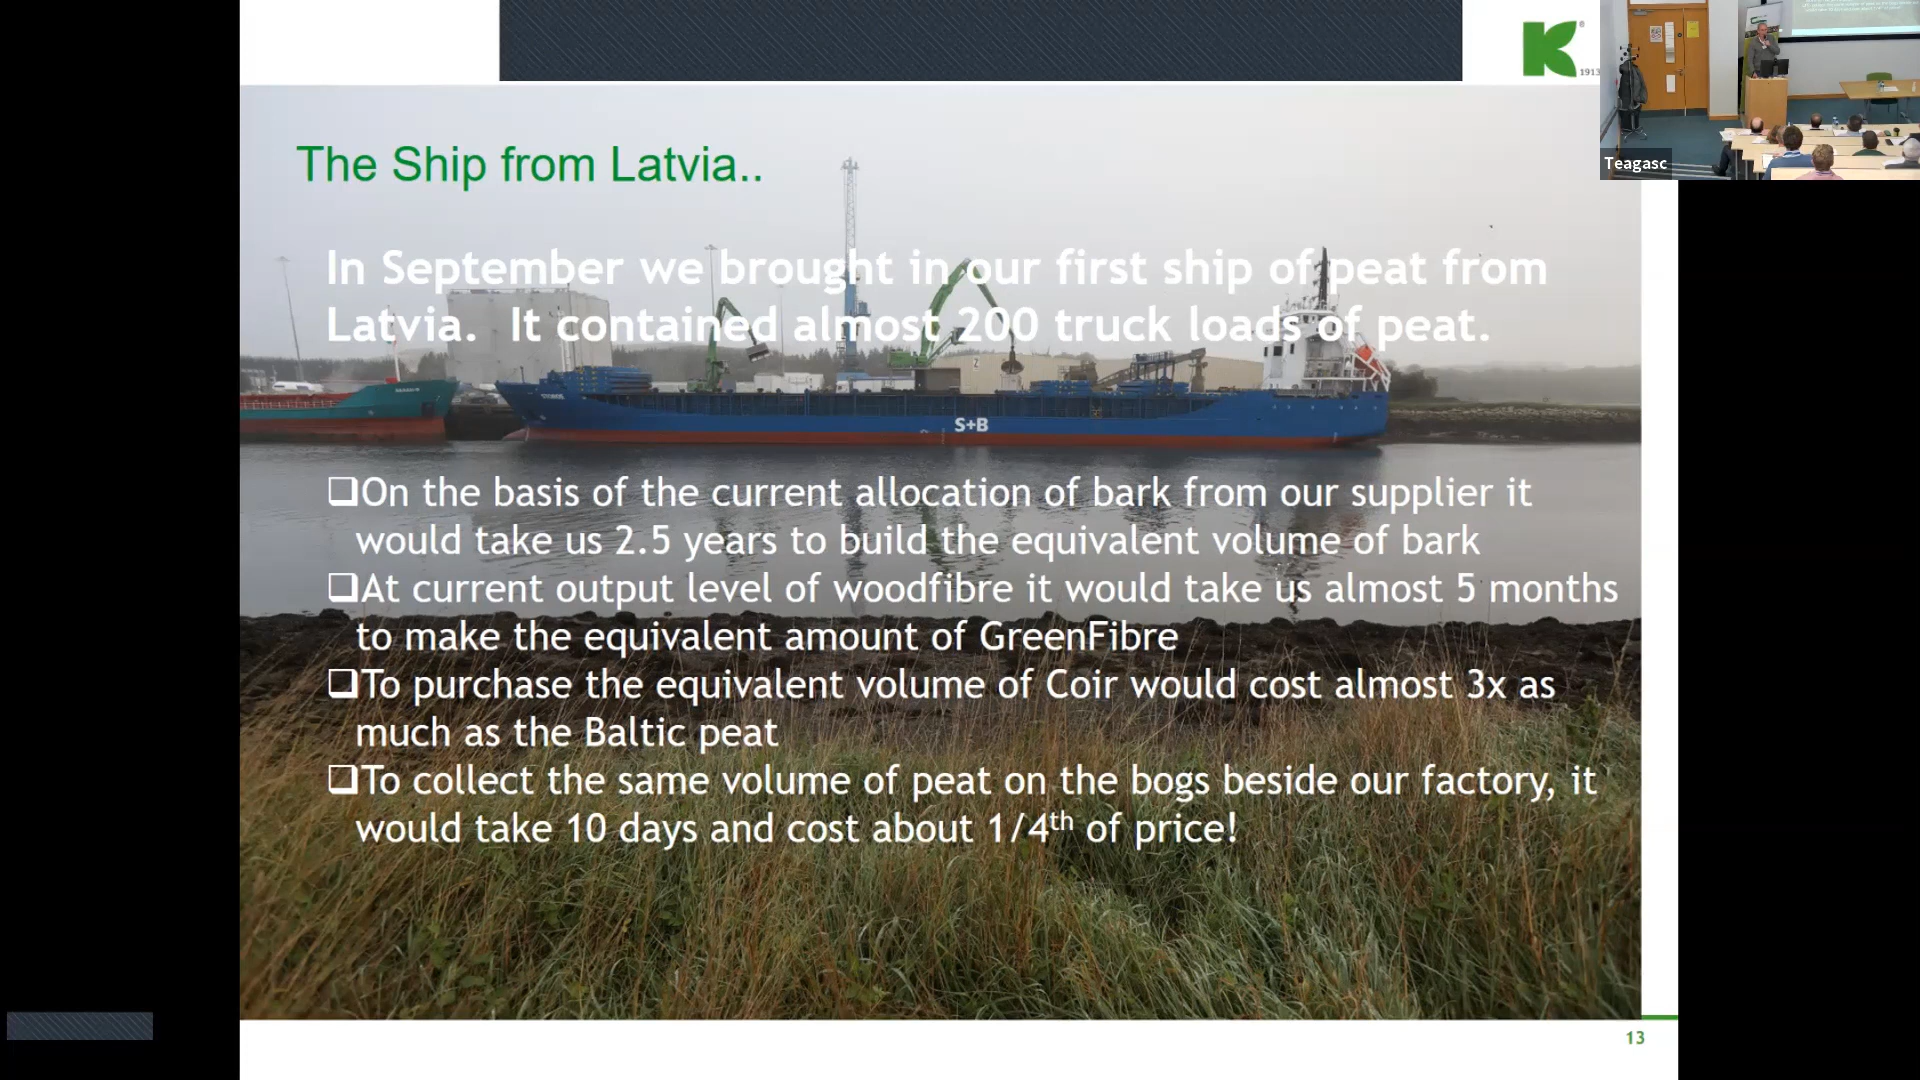 K®
1913
Teagasc
The Ship from Latvia..
In September we brought in our first ship of peat from
Latvia. It contained almost 200 truck loads of peat.
S+B
❑On the basis of the current allocation of bark from our supplier it
would take us 2.5 years to build the equivalent volume of bark
❑At current output level of woodfibre it would take us almost 5 months
to make the equivalent amount of GreenFibre
❑To purchase the equivalent volume of Coir would cost almost 3x as
much as the Baltic peat
❑To collect the same volume of peat on the bogs beside our factory, it
would take 10 days and cost about 1/4th of price!
13